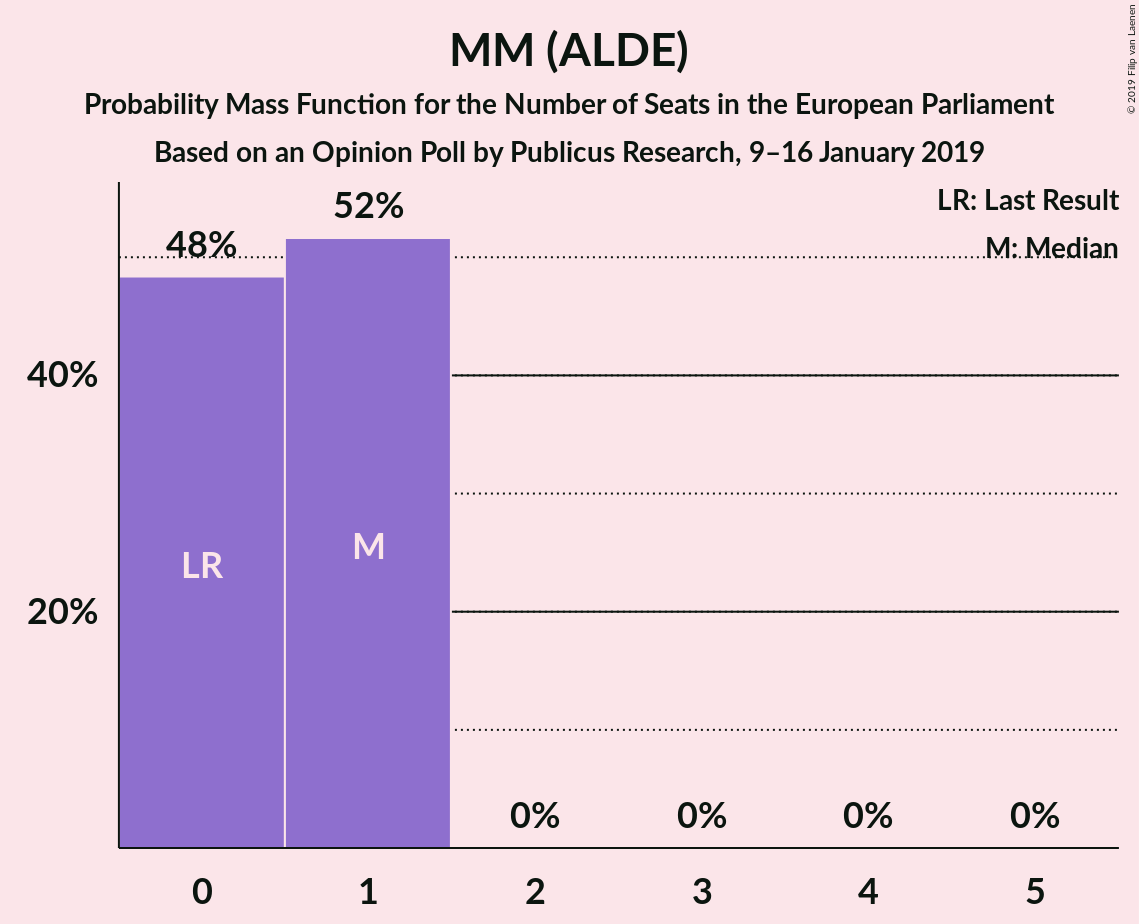 MM (ALDE)
Probability Mass Function for the Number of Seats in the European Parliament
Based on an Opinion Poll by Publicus Research, 9–16 January 2019
© 2019 Filip van Laenen
LR: Last Result
M: Median
52%
48%
40%
20%
LR
M
0%
0%
0%
0%
0
1
2
3
4
5